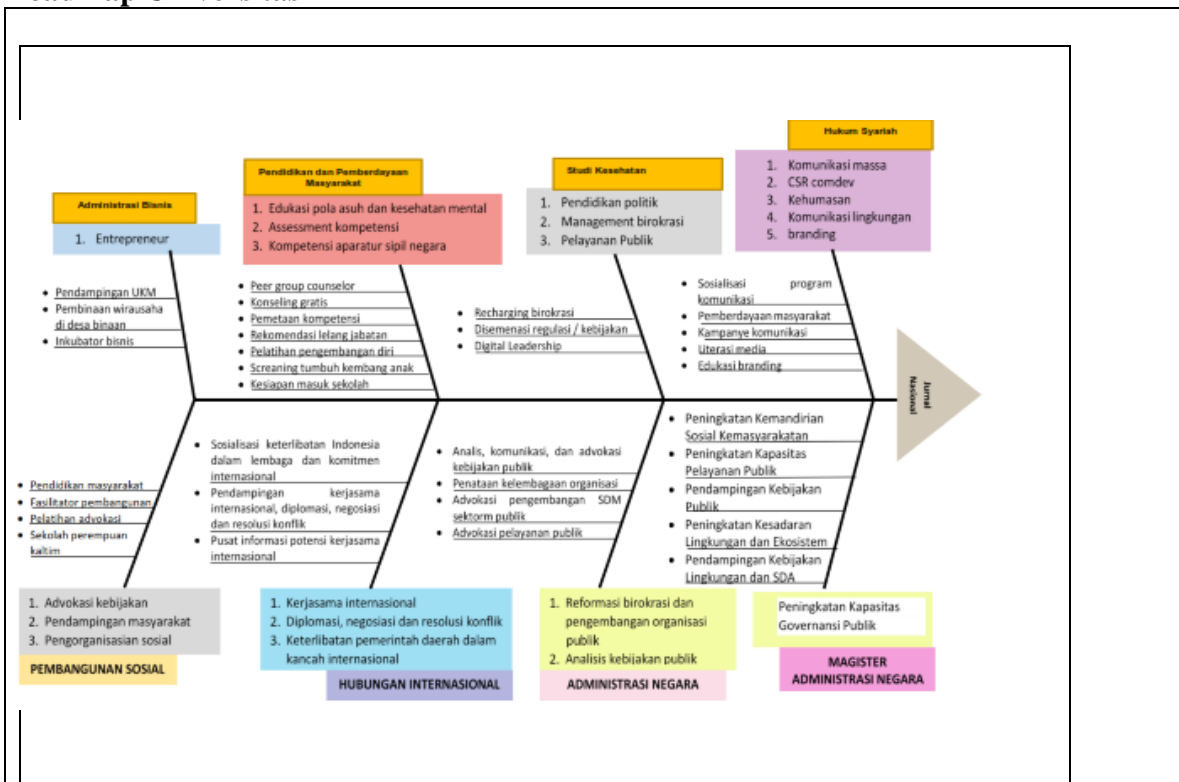 Administrasi Bisnis
1. Entrepreneur
Pendidikan dan Pemberdayaan
Masyarakat
1. Edukasi pola asuh dan kesehatan mental
2. Assessment kompetensi
3. Kompetensi aparatur sipil negara
Studi Kesehatan
1. Pendidikan politik
2. Management birokrasi
3. Pelayanan Publik
Hukum Syariah
1. Komunikasi massa
2. CSR comdev
3. Kehumasan
4. Komunikasi lingkungan
5. branding
• Pendampingan UKM
• Pembinaan wirausaha
di desa binaan
• Inkubator bisnis
• Peer group counselor
• Konseling gratis
• Pemetaan kompetensi
• Rekomendasi lelang jabatan
• Pelatihan pengembangan diri
• Screaning tumbuh kembang anak
• Kesiapan masuk sekolah
• Recharging birokrasi
• Disemenasi regulasi / kebijakan
• Digital Leadership
• Sosialisasi program
komunikasi
• Pemberdayaan masyarakat
• Kampanye komunikasi
• Literasi media
• Edukasi branding
Jurnal
Nasional
• Pendidikan masyarakat
• Fasilitator pembangunan
• Pelatihan advokasi
• Sekolah perempuan
kaltim
• Sosialisasi keterlibatan Indonesia
dalam lembaga dan komitmen
internasional
• Pendampingan kerjasama
internasional, diplomasi, negosiasi
dan resolusi konflik
• Pusat informasi potensi kerjasama
internasional
• Analis, komunikasi, dan advokasi
kebijakan publik
• Penataan kelembagaan organisasi
• Advokasi pengembangan SDM
sektorm publik
• Advokasi pelayanan publik
• Peningkatan Kemandirian
Sosial Kemasyarakatan
• Peningkatan Kapasitas
Pelayanan Publik
• Pendampingan Kebijakan
Publik
• Peningkatan Kesadaran
Lingkungan dan Ekosistem
• Pendampingan Kebijakan
Lingkungan dan SDA
1. Advokasi kebijakan
2. Pendampingan masyarakat
3. Pengorganisasian sosial
PEMBANGUNAN SOSIAL
1. Kerjasama internasional
2. Diplomasi, negosiasi dan resolusi konflik
3. Keterlibatan pemerintah daerah dalam
kancah internasional
HUBUNGAN INTERNASIONAL
1. Reformasi birokrasi dan
pengembangan organisasi
publik
2. Analisis kebijakan publik
ADMINISTRASI NEGARA
Peningkatan Kapasitas
Governansi Publik
MAGISTER
ADMINISTRASI NEGARA